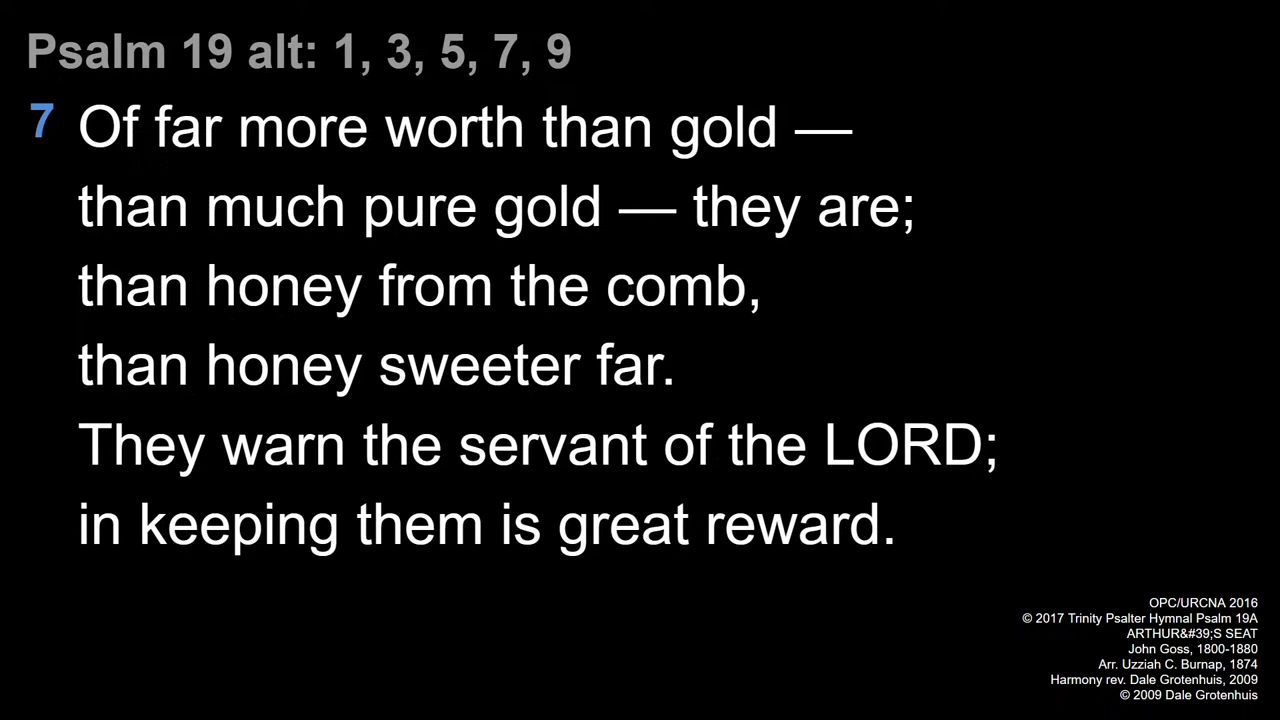 Psalm 19 alt: 1, 3, 5, 7, 9
7 Of far more worth than gold —
than much pure gold — they are;
than honey from the comb,
than honey sweeter far.
They warn the servant of the LORD;
in keeping them is great reward.
OPC/URCNA 2016
© 2017 Trinity Psalter Hymnal Psalm 19A
ARTHUR&#39;S SEAT
John Goss, 1800-1880
Arr. Uzziah C. Burnap, 1874
Harmony rev. Dale Grotenhuis, 2009
© 2009 Dale Grotenhuis